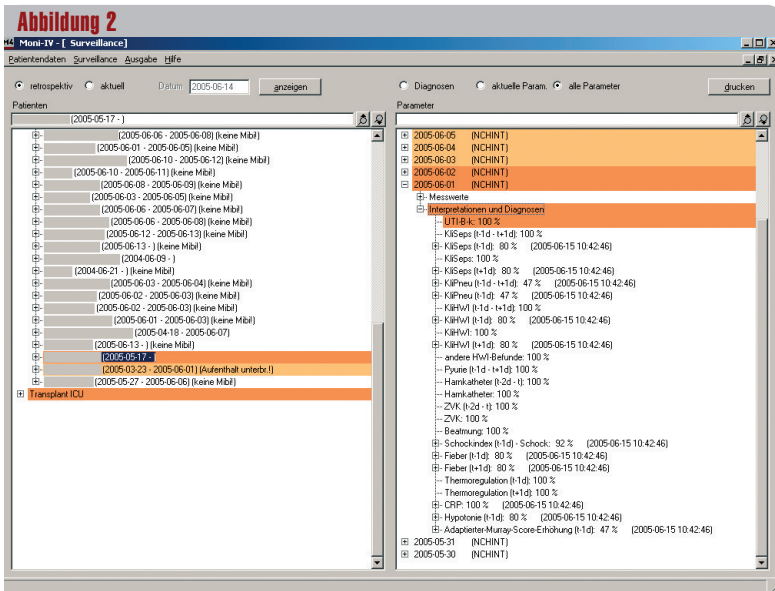 Abbildung 2
Moni-IV - [ Surveillance]
Patientendaten Surveillance Ausgabe Hilfe
retrospektiv aktuell Datum 2005-06-14 anzeigen
Diagnosen aktuelle Param. alle Parameter drucken
Patienten
(2005-05-17 - )
(2005-06-06 - 2005-06-08) (keine Mibi!)
(2005-06-01 - 2005-06-05) (keine Mibi!)
(2005-06-10 - 2005-06-12) (keine Mibi!)
(2005-06-10 - 2005-06-11) (keine Mibi!)
(2005-06-08 - 2005-06-09) (keine Mibi!)
(2005-06-03 - 2005-06-05) (keine Mibi!)
(2005-06-06 - 2005-06-07) (keine Mibi!)
(2005-06-06 - 2005-06-08) (keine Mibi!)
(2005-06-12 - 2005-06-13) (keine Mibi!)
(2005-06-13 - ) (keine Mibi!)
(2004-06-09 - )
(2004-06-21 - ) (keine Mibi!)
(2005-06-03 - 2005-06-04) (keine Mibi!)
(2005-06-02 - 2005-06-03) (keine Mibi!)
(2005-06-02 - 2005-06-03) (keine Mibi!)
(2005-06-01 - 2005-06-03) (keine Mibi!)
(2005-04-18 - 2005-06-07)
(2005-06-13 - ) (keine Mibi!)
(2005-05-17 - )
(2005-03-23 - 2005-06-01) (Aufenthalt unterbr.!)
(2005-05-27 - 2005-06-06) (keine Mibi!)
Transplant ICU
Parameter
2005-06-05 (NCHINT)
2005-06-04 (NCHINT)
2005-06-03 (NCHINT)
2005-06-02 (NCHINT)
2005-06-01 (NCHINT)
Messwerte
Interpretationen und Diagnosen
UTI-B-k: 100 %
KliSeps (t-1d - t+1d): 100 %
KliSeps (t-1d): 80 % (2005-06-15 10:42:46)
KliSeps: 100 %
KliSeps (t+1d): 80 % (2005-06-15 10:42:46)
KliPneu (t-1d - t+1d): 47 % (2005-06-15 10:42:46)
KliPneu (t-1d): 47 % (2005-06-15 10:42:46)
KliHWI (t-1d - t+1d): 100 %
KliHWI (t-1d): 80 % (2005-06-15 10:42:46)
KliHWI: 100 %
KliHWI (t+1d): 80 % (2005-06-15 10:42:46)
andere HWI-Befunde: 100 %
Pyurie (t-1d - t+1d): 100 %
Harnkatheter (t-2d - t): 100 %
Harnkatheter: 100 %
ZVK (t-2d - t): 100 %
ZVK: 100 %
Beatmung: 100 %
Schockindex (t-1d) - Schock: 92 % (2005-06-15 10:42:46)
Fieber (t-1d): 80 % (2005-06-15 10:42:46)
Fieber (t+1d): 80 % (2005-06-15 10:42:46)
Thermoregulation (t-1d): 100 %
Thermoregulation (t+1d): 100 %
CRP: 100 % (2005-06-15 10:42:46)
Hypotonie (t-1d): 80 % (2005-06-15 10:42:46)
Adaptierter-Murray-Score-Erhöhung (t-1d): 47 % (2005-06-15 10:42:46)
2005-05-31 (NCHINT)
2005-05-30 (NCHINT)